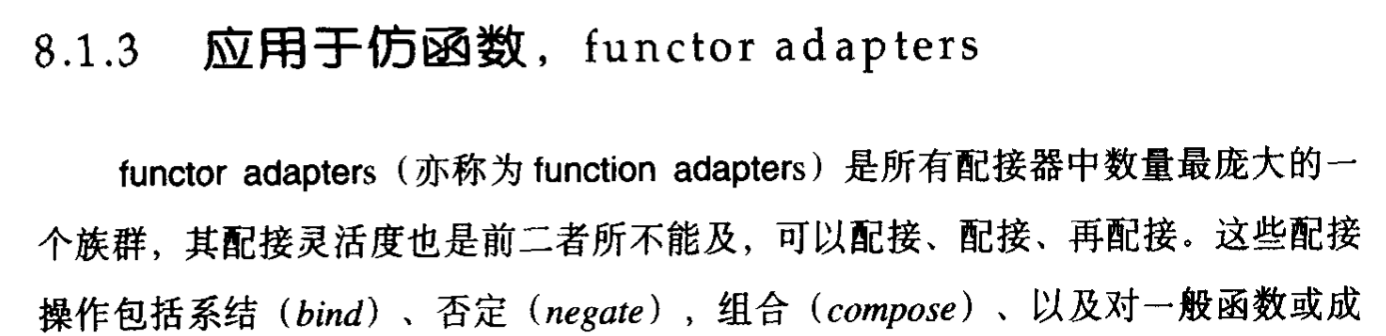 8.1.3 应用于仿函数，functor adapters
functor adapters（亦称为 function adapters）是所有配接器中数量最庞大的一
个族群，其配接灵活度也是前二者所不能及，可以配接、配接、再配接。这些配接
操作包括系结（bind）、否定（negate），组合（compose）、以及对一般函数或成